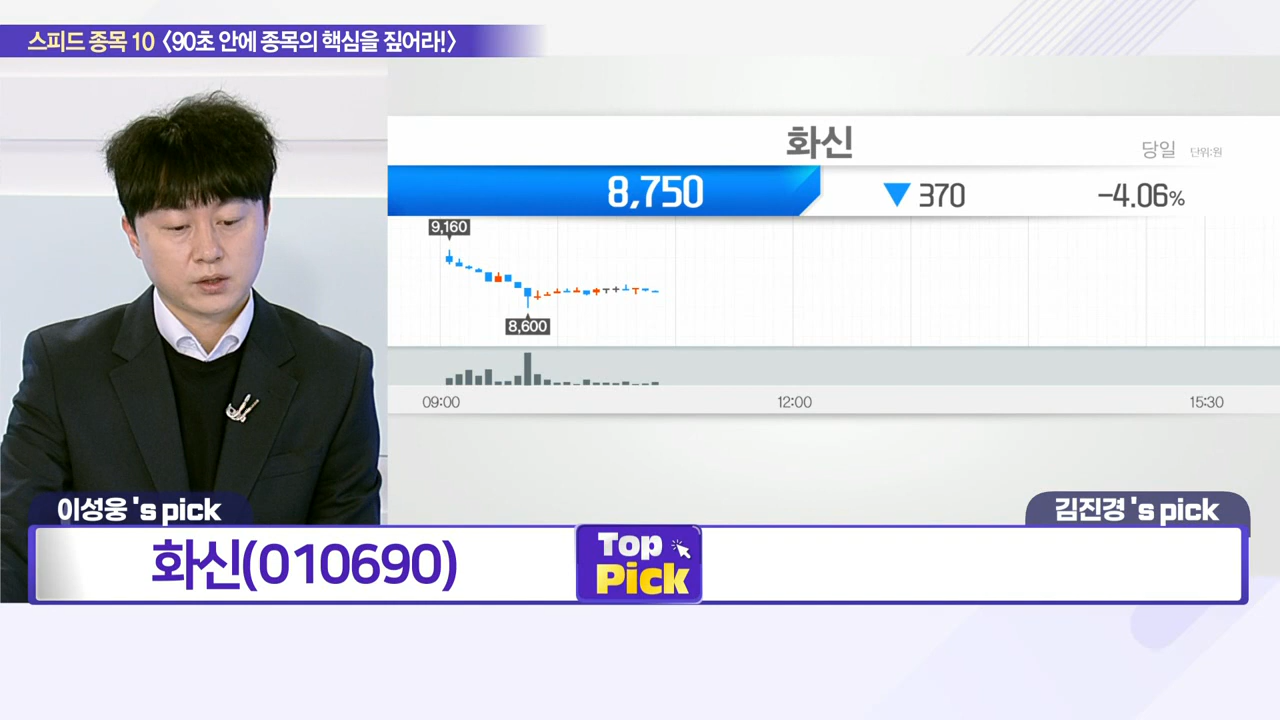 스피드 종목 10 〈90초 안에 종목의 핵심을 짚어라!〉
화신
당일 단위:원
8,750 ▼370 -4.06%
9,160
8,600
09:00 12:00 15:30
이성웅 's pick
김진경 's pick
화신(010690)
Top
Pick